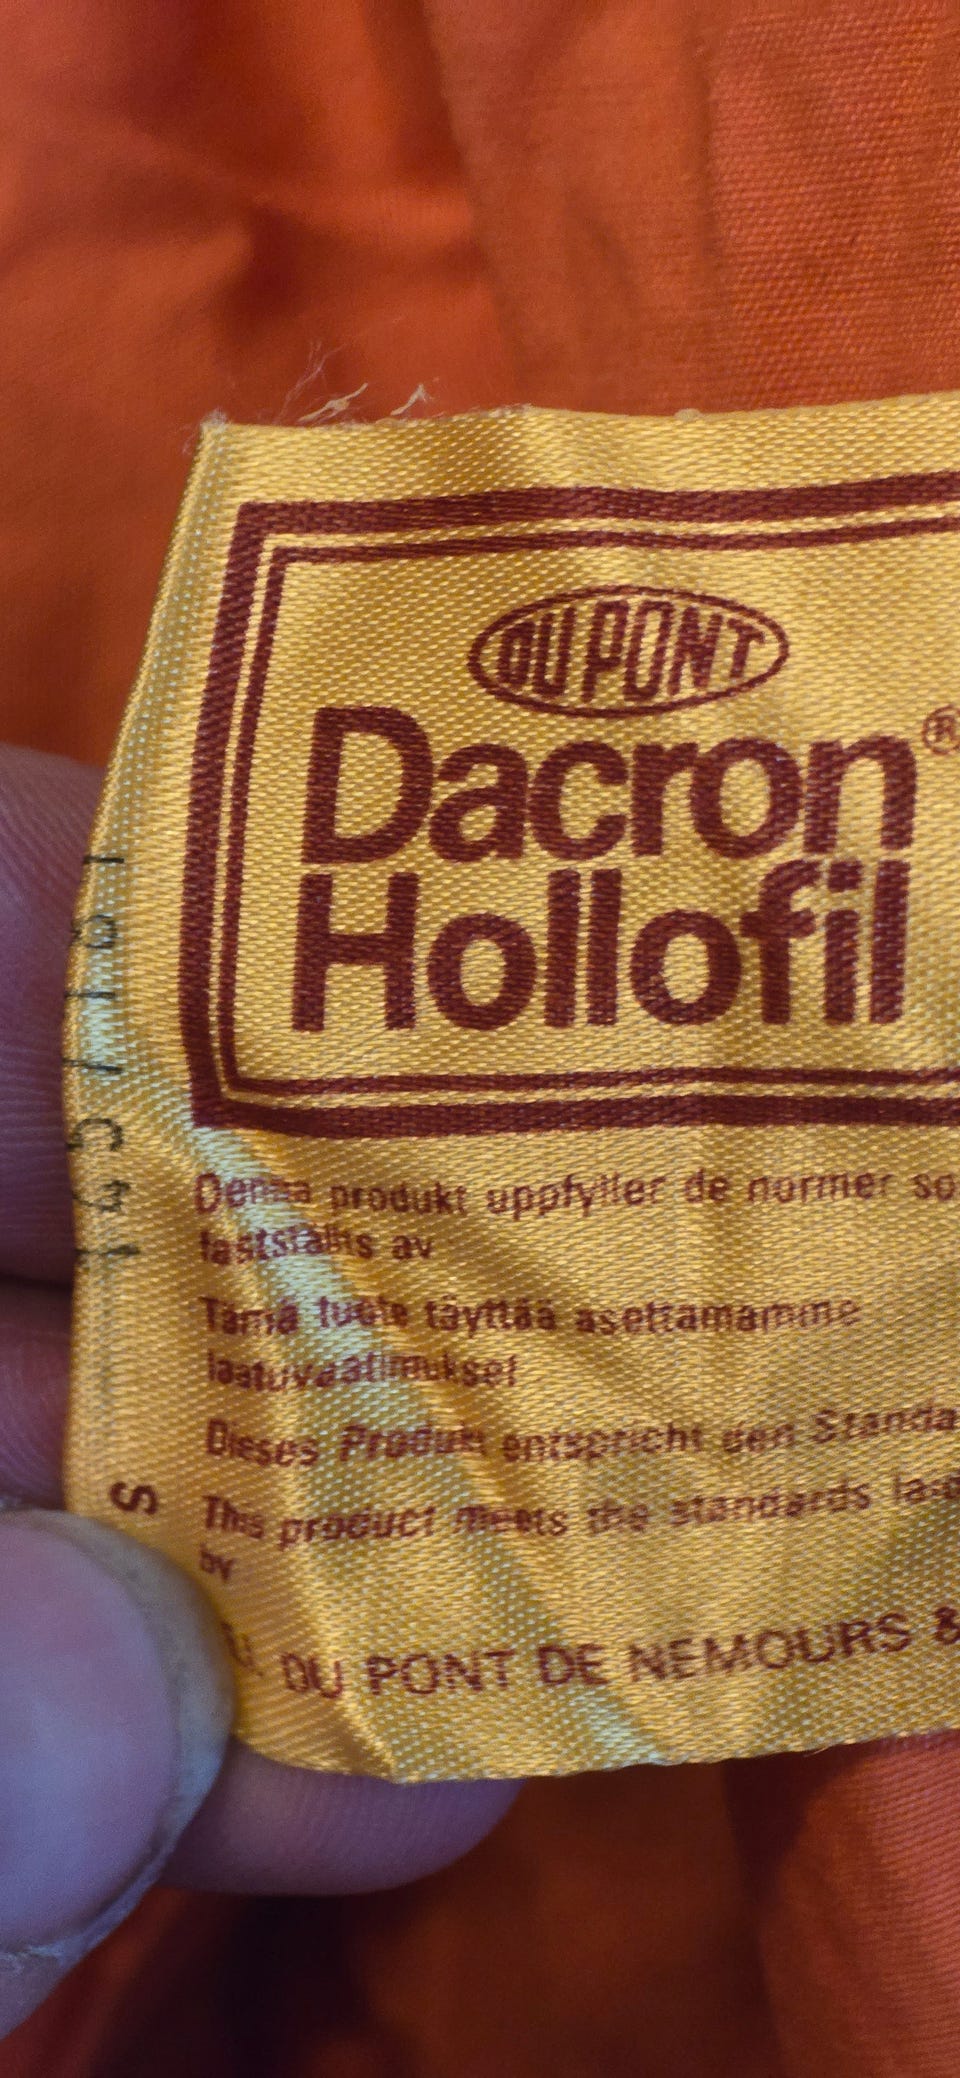 DU PONT
Dacron®
Hollofil
Denna produkt uppfyller de normer so
fastställts av
Tämä tuote täyttää asettamamme
laatuvaatimukset
Dieses Produkt entspricht den Standa
This product meets the standards laid
by
DU PONT DE NEMOURS &
S